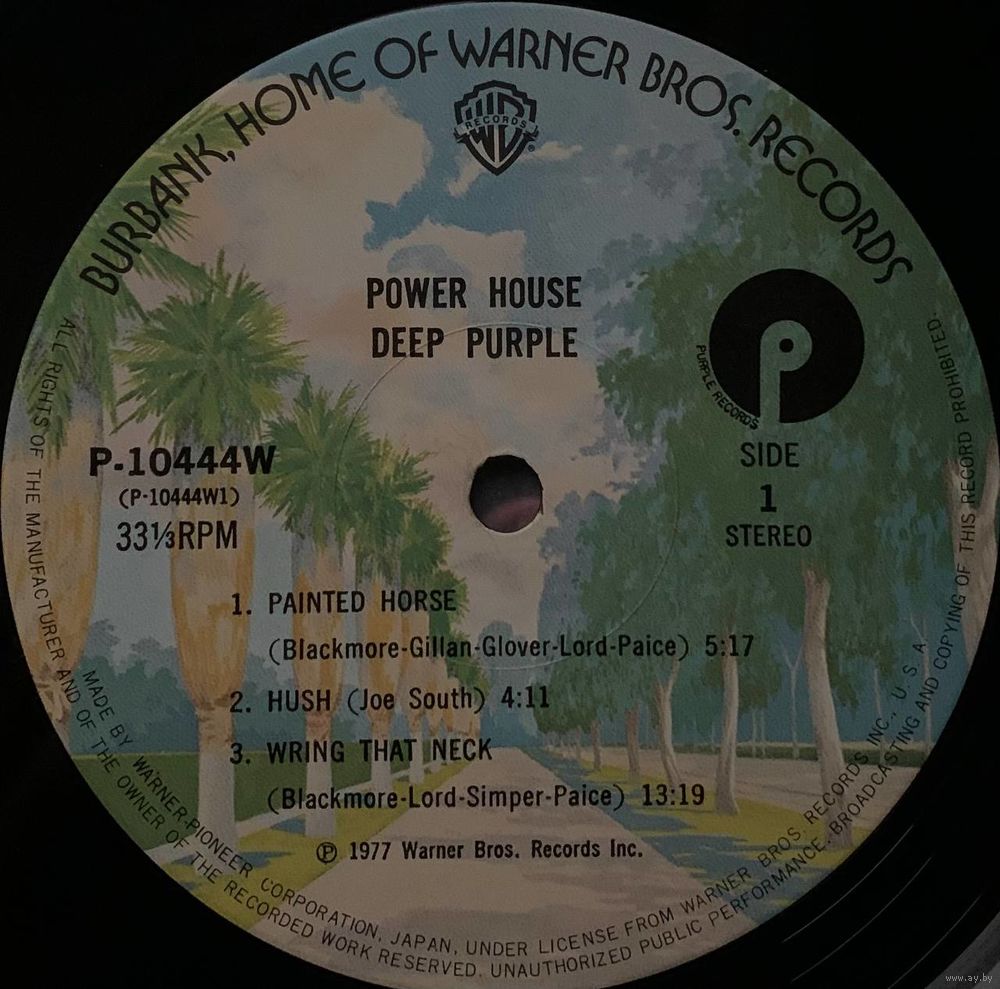 BURBANK, HOME OF WARNER BROS. RECORDS
WB
RECORDS
®
POWER HOUSE
DEEP PURPLE
P
PURPLE RECORDS
P-10444W
(P-10444W1)
33⅓RPM
SIDE
1
STEREO
1. PAINTED HORSE
(Blackmore-Gillan-Glover-Lord-Paice) 5:17
2. HUSH (Joe South) 4:11
3. WRING THAT NECK
(Blackmore-Lord-Simper-Paice) 13:19
℗ 1977 Warner Bros. Records Inc.
MADE BY WARNER-PIONEER CORPORATION, JAPAN, UNDER LICENSE FROM WARNER BROS. RECORDS INC., U S A
ALL RIGHTS OF THE MANUFACTURER AND OF THE OWNER OF THE RECORDED WORK RESERVED. UNAUTHORIZED PUBLIC PERFORMANCE. BROADCASTING AND COPYING OF THIS RECORD PROHIBITED.
www.ay.by